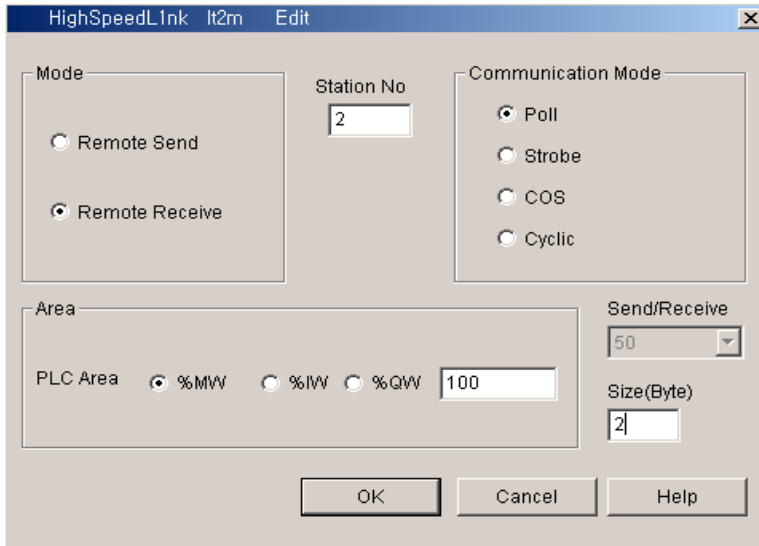 HighSpeedL1nk It2m Edit
Mode
Remote Send
Remote Receive
Station No
2
Communication Mode
Poll
Strobe
COS
Cyclic
Area
PLC Area %MW %IW %QW 100
Send/Receive
50
Size(Byte)
2
OK Cancel Help